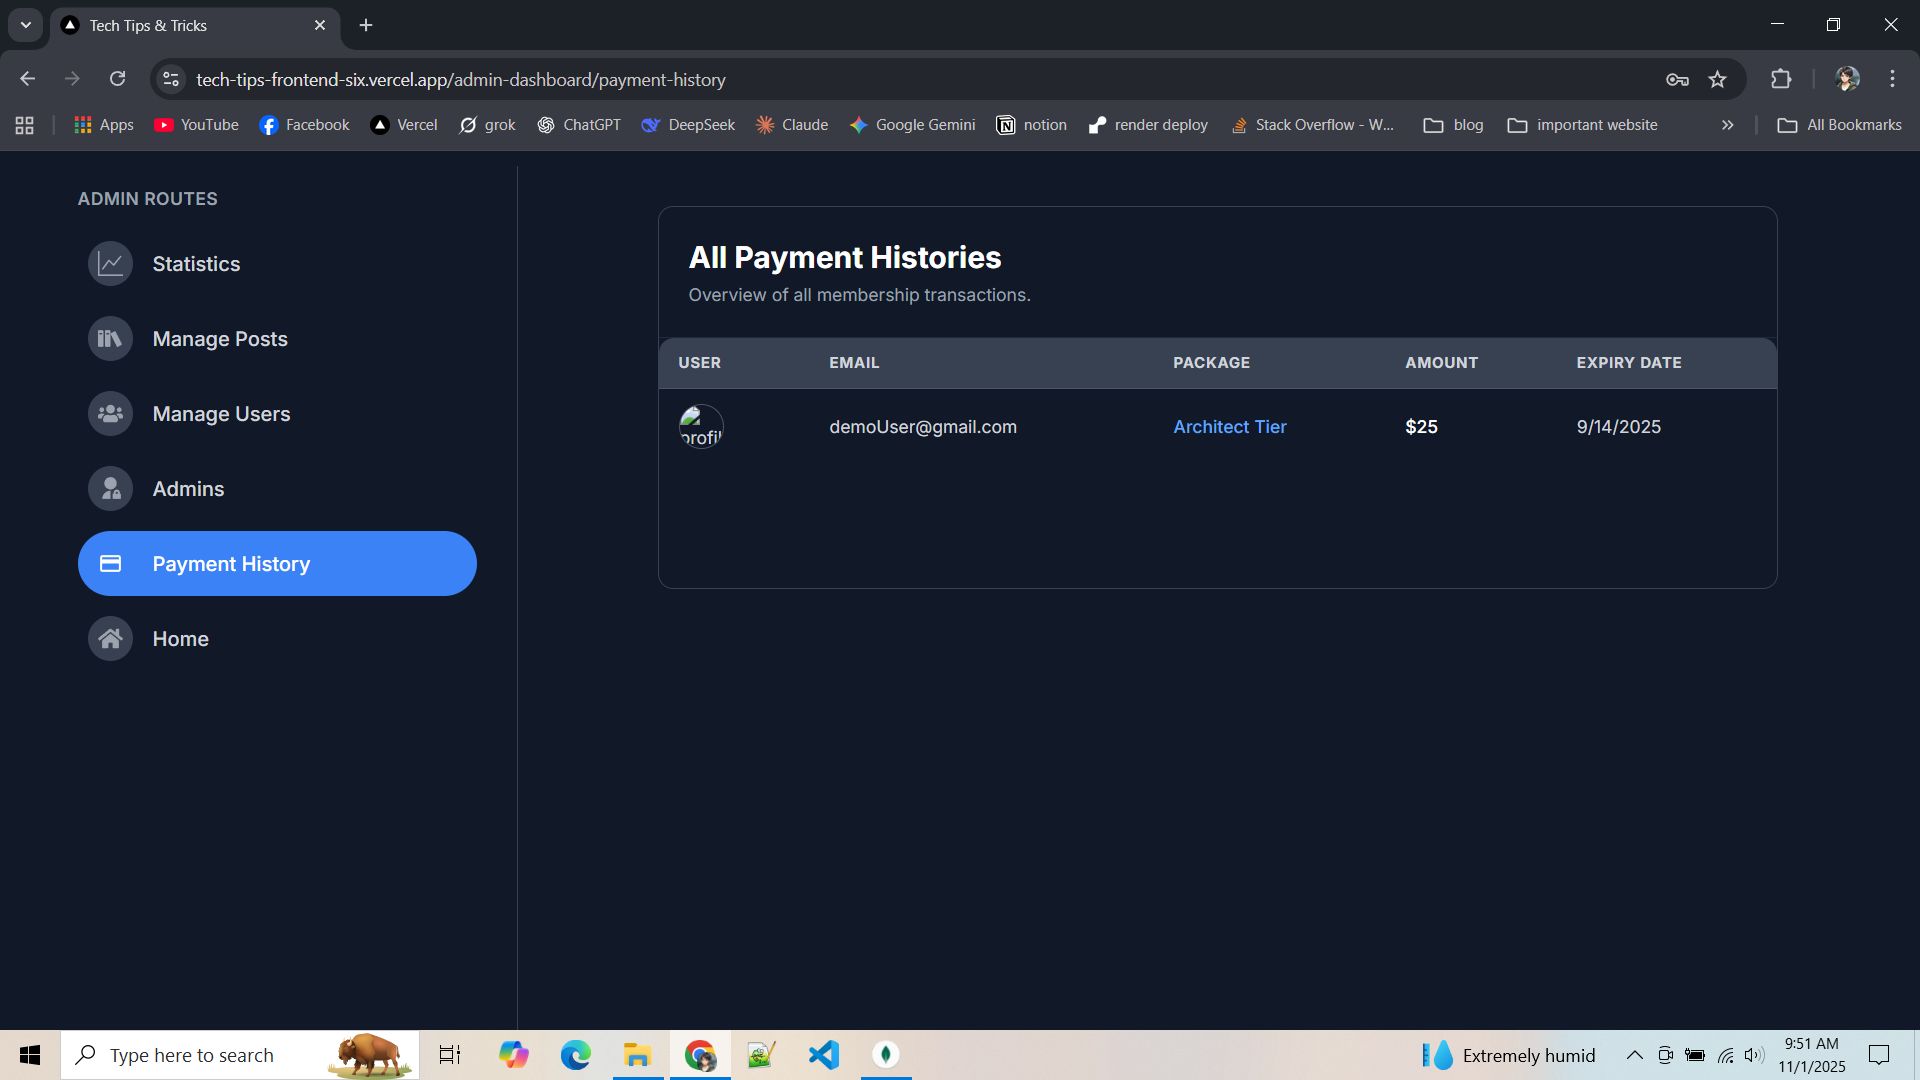 Tech Tips & Tricks
tech-tips-frontend-six.vercel.app/admin-dashboard/payment-history
Apps YouTube Facebook Vercel grok ChatGPT DeepSeek Claude Google Gemini notion render deploy Stack Overflow - W... blog important website » All Bookmarks
ADMIN ROUTES
Statistics
Manage Posts
Manage Users
Admins
Payment History
Home
All Payment Histories
Overview of all membership transactions.
USER EMAIL PACKAGE AMOUNT EXPIRY DATE
profil demoUser@gmail.com Architect Tier $25 9/14/2025
Type here to search
Extremely humid
9:51 AM
11/1/2025